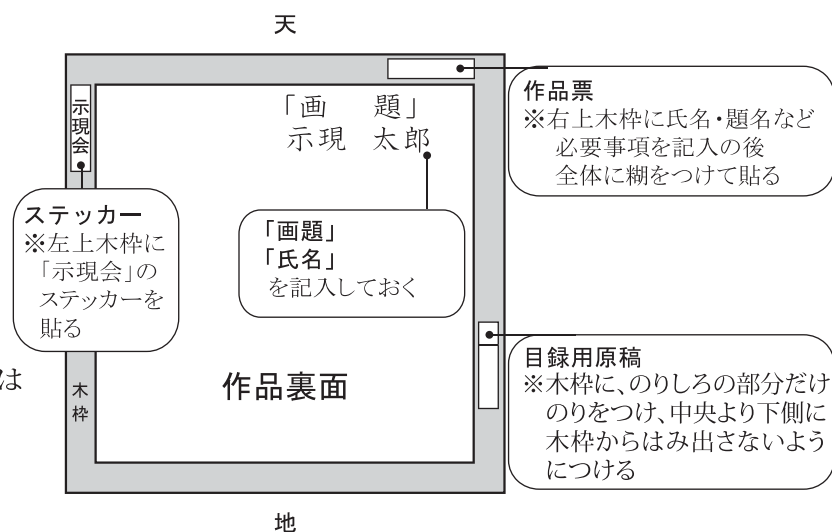 天
示現会
「画　題」
示現　太郎
作品票
※右上木枠に氏名・題名など
必要事項を記入の後
全体に糊をつけて貼る
ステッカー
※左上木枠に
「示現会」の
ステッカーを
貼る
「画題」
「氏名」
を記入しておく
は
木枠
作品裏面
目録用原稿
※木枠に、のりしろの部分だけ
のりをつけ、中央より下側に
木枠からはみ出さないよう
につける
地